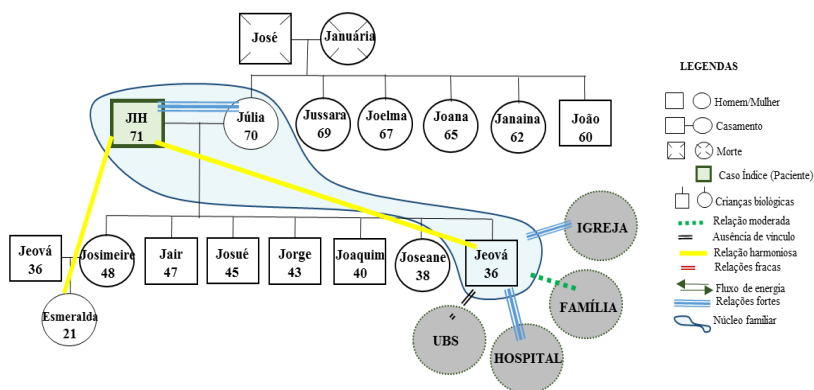 José
Januária
JIH
71
Júlia
70
Jussara
69
Joelma
67
Joana
65
Janaina
62
João
60
Jeová
36
Josimeire
48
Jair
47
Josué
45
Jorge
43
Joaquim
40
Joseane
38
Jeová
36
Esmeralda
21
IGREJA
FAMÍLIA
UBS
HOSPITAL
LEGENDAS
Homem/Mulher
Casamento
Morte
Caso Índice (Paciente)
Crianças biológicas
Relação moderada
Ausência de vinculo
Relação harmoniosa
Relações fracas
Fluxo de energia
Relações fortes
Núcleo familiar